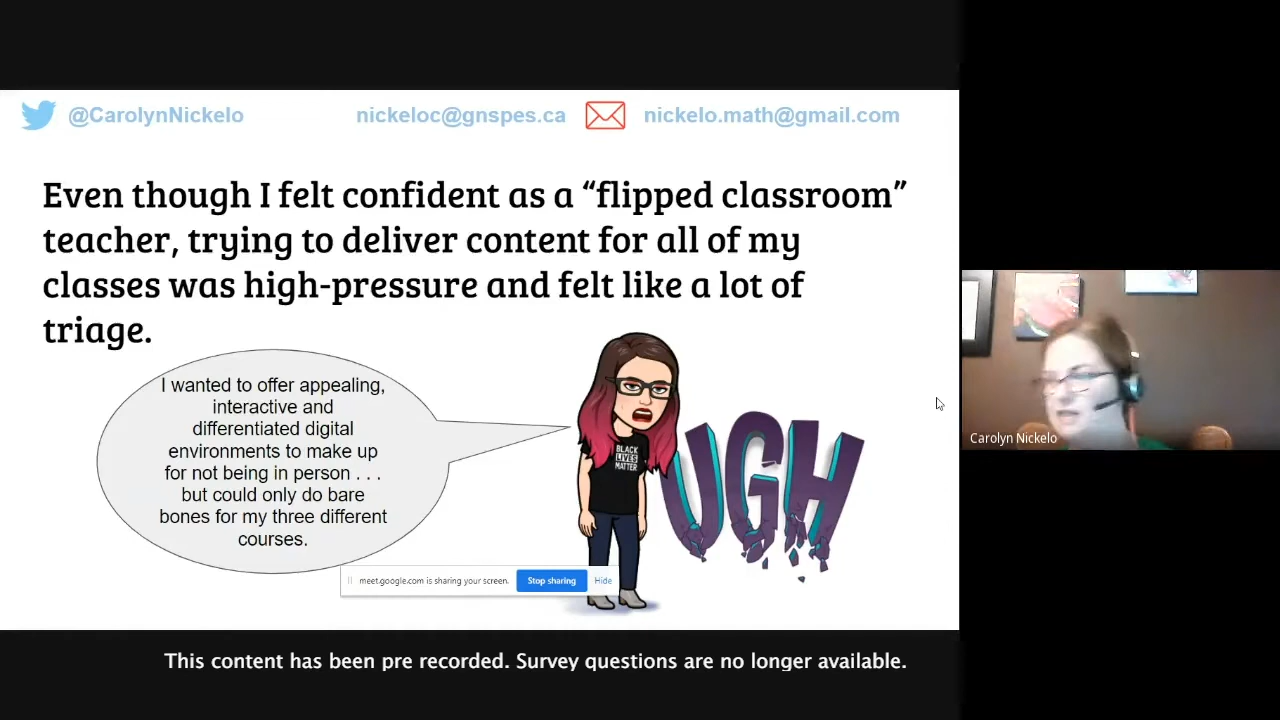 @CarolynNickelo nickeloc@gnspes.ca nickelo.math@gmail.com
Even though I felt confident as a “flipped classroom”
teacher, trying to deliver content for all of my
classes was high-pressure and felt like a lot of
triage.
I wanted to offer appealing,
interactive and
differentiated digital
environments to make up
for not being in person . . .
but could only do bare
bones for my three different
courses.
BLACK
LIVES
MATTER
UGH
meet.google.com is sharing your screen. Stop sharing Hide
Carolyn Nickelo
This content has been pre recorded. Survey questions are no longer available.